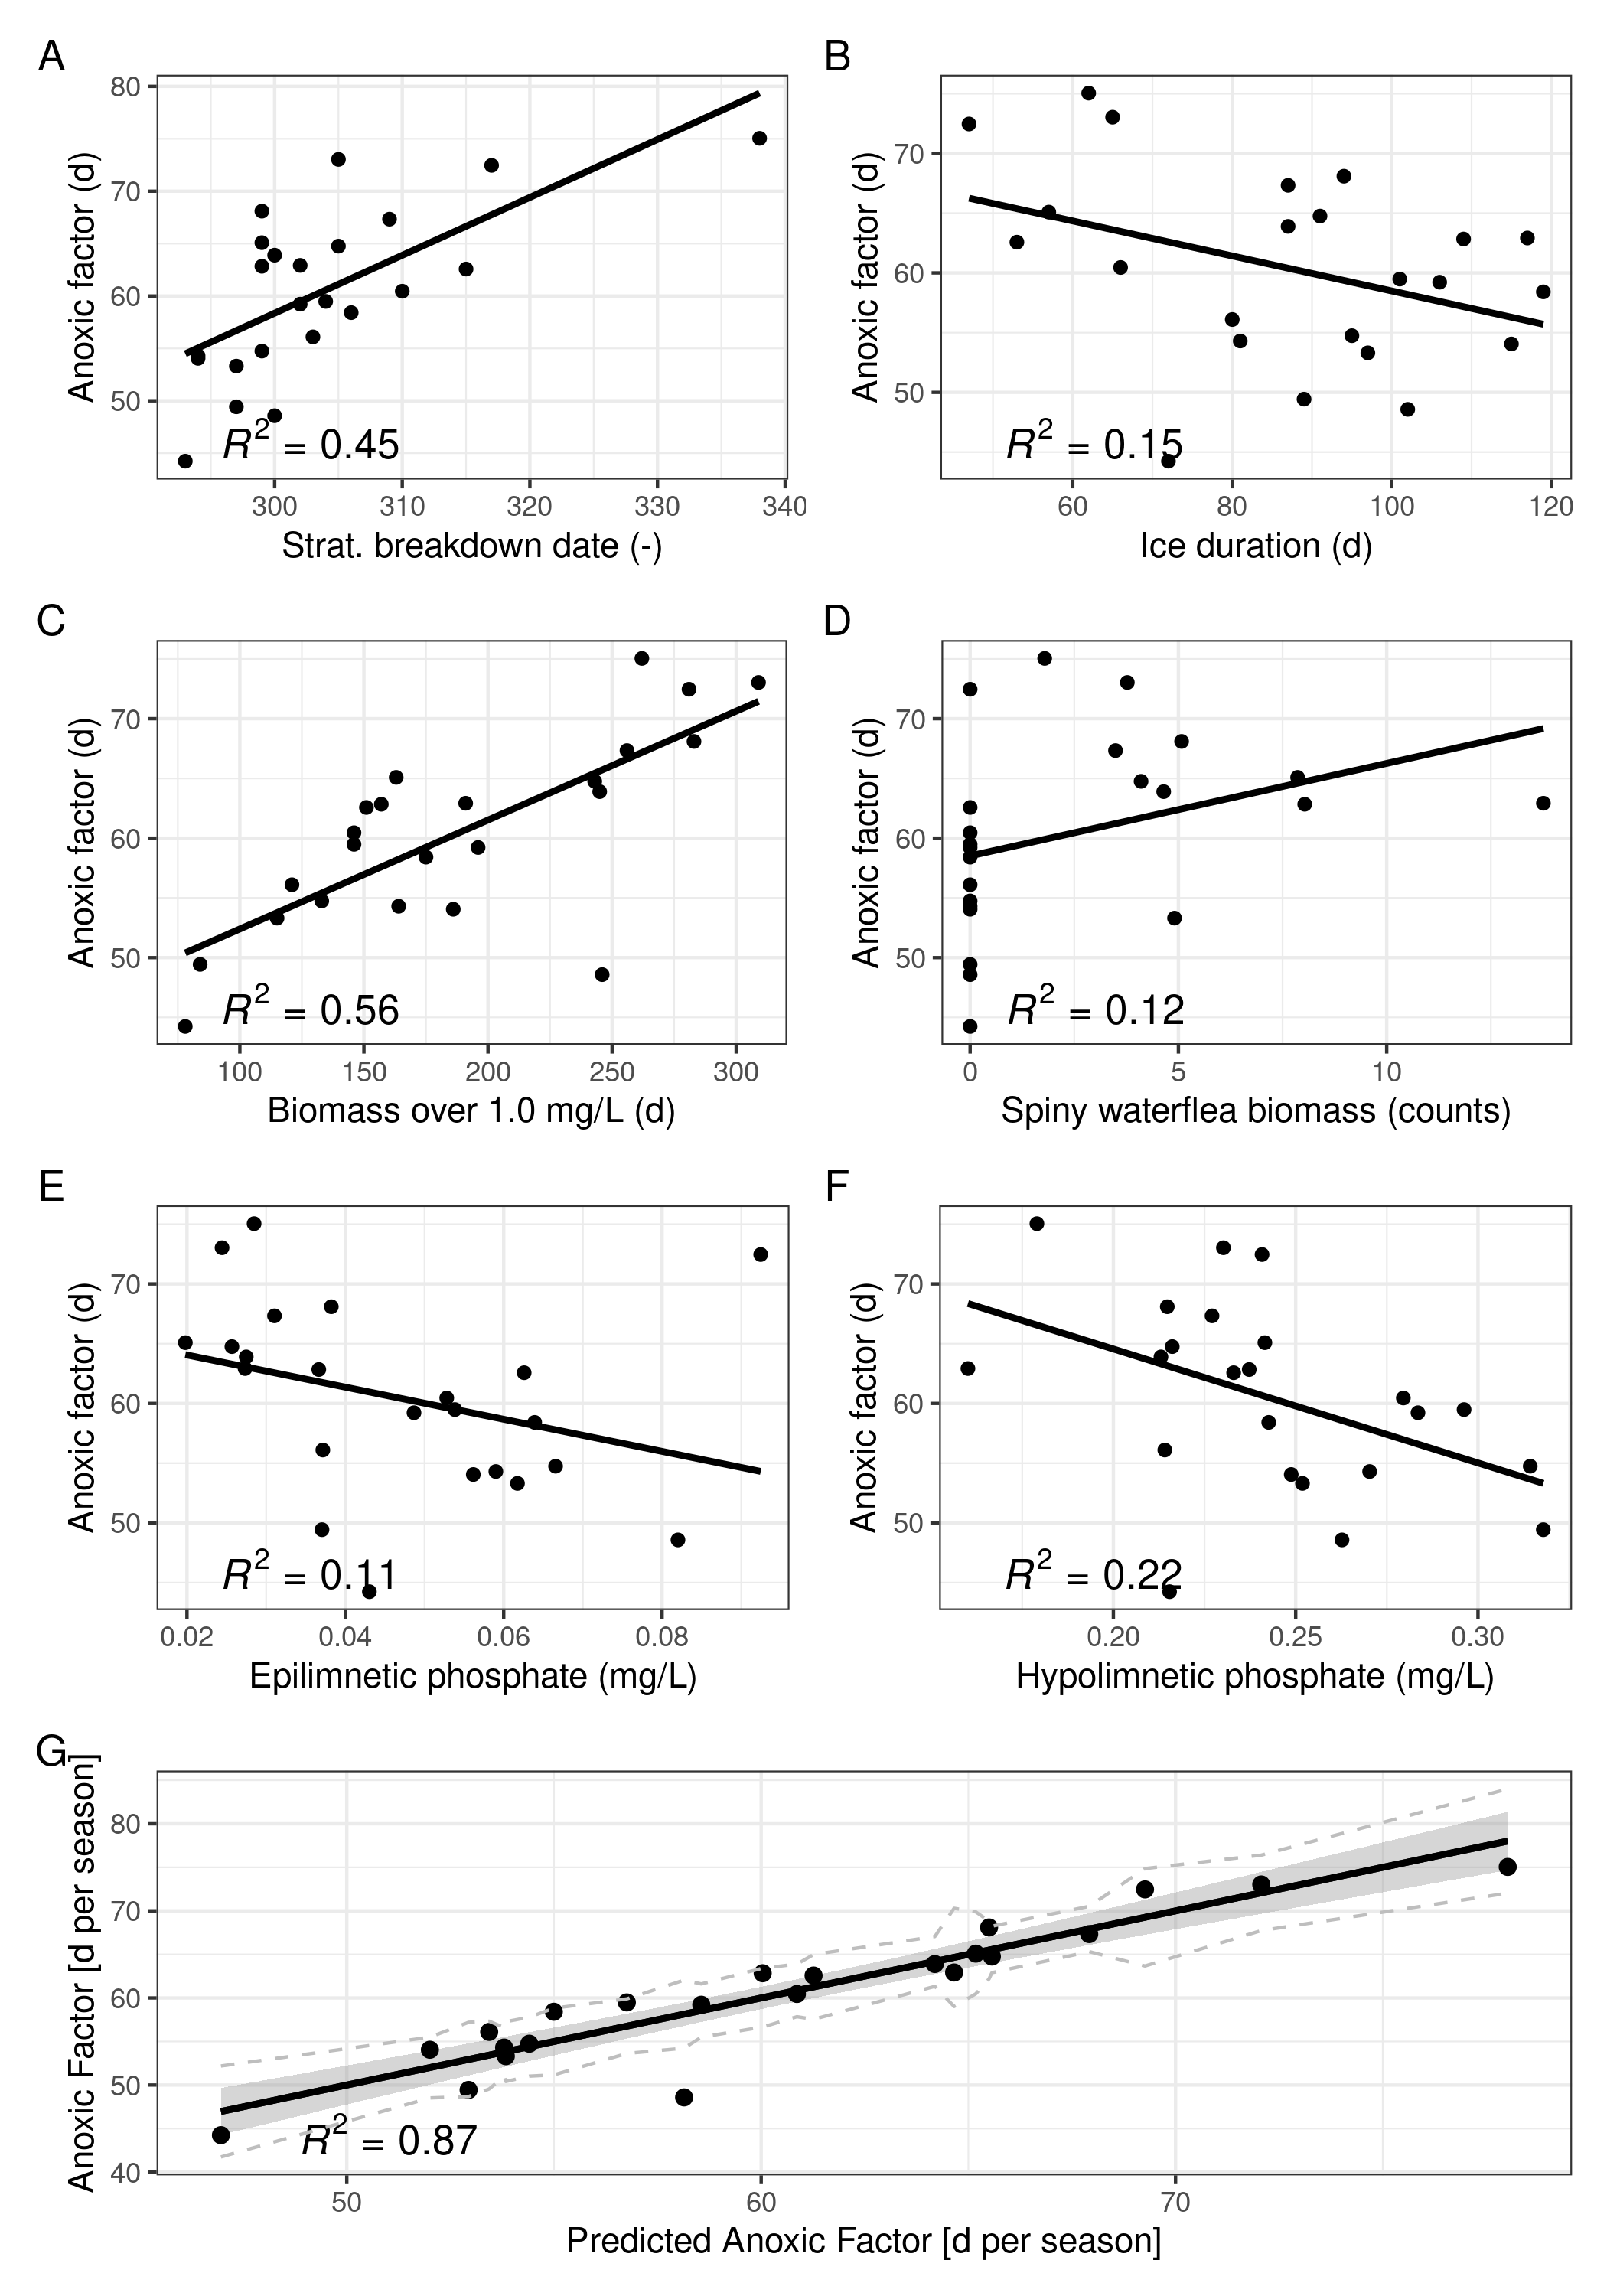 A
Anoxic factor (d)
80
70
60
50
R² = 0.45
300 310 320 330 340
Strat. breakdown date (-)
B
Anoxic factor (d)
70
60
50
R² = 0.15
60 80 100 120
Ice duration (d)
C
Anoxic factor (d)
70
60
50
R² = 0.56
100 150 200 250 300
Biomass over 1.0 mg/L (d)
D
Anoxic factor (d)
70
60
50
R² = 0.12
0 5 10
Spiny waterflea biomass (counts)
E
Anoxic factor (d)
70
60
50
R² = 0.11
0.02 0.04 0.06 0.08
Epilimnetic phosphate (mg/L)
F
Anoxic factor (d)
70
60
50
R² = 0.22
0.20 0.25 0.30
Hypolimnetic phosphate (mg/L)
G
Anoxic Factor [d per season]
80
70
60
50
40
R² = 0.87
50 60 70
Predicted Anoxic Factor [d per season]